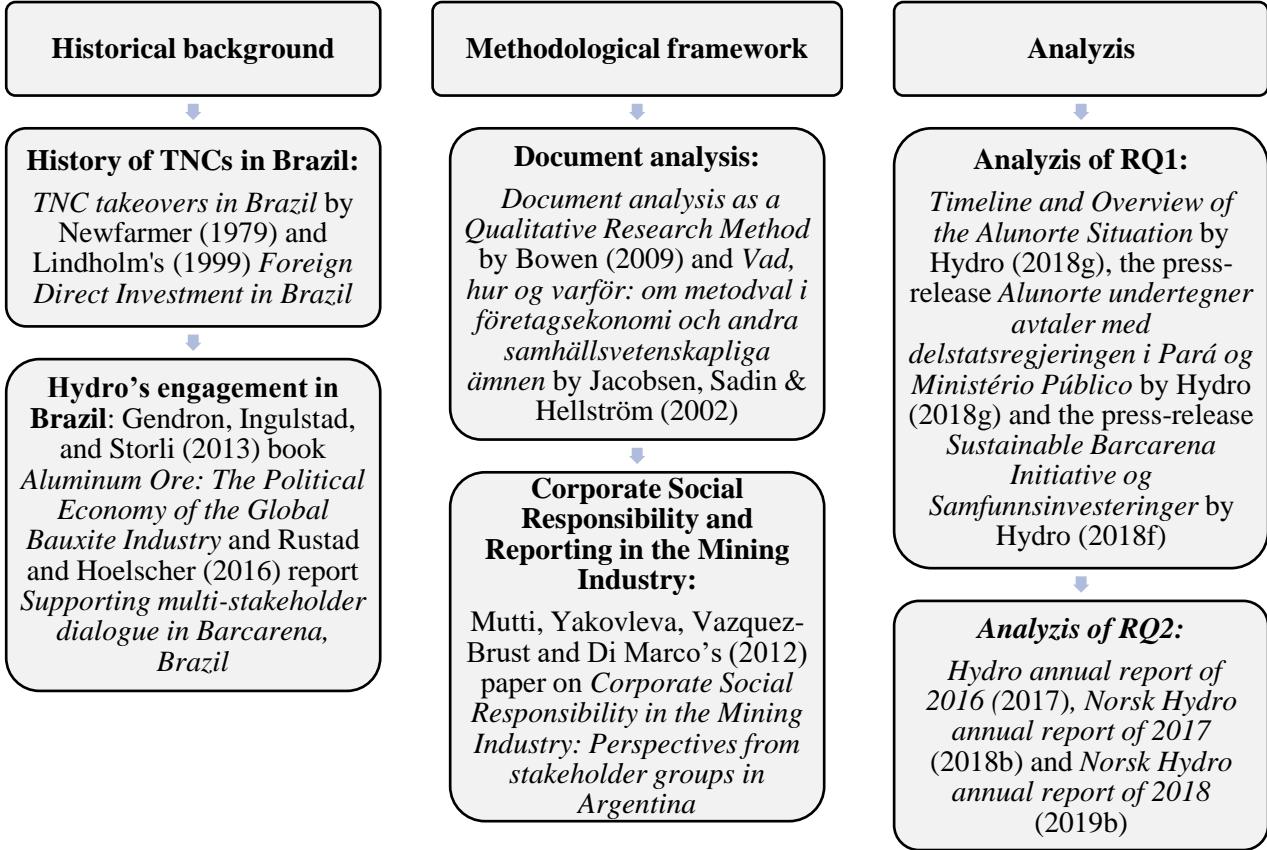 Historical background
History of TNCs in Brazil:
TNC takeovers in Brazil by
Newfarmer (1979) and
Lindholm's (1999) Foreign
Direct Investment in Brazil
Hydro’s engagement in
Brazil: Gendron, Ingulstad,
and Storli (2013) book
Aluminum Ore: The Political
Economy of the Global
Bauxite Industry and Rustad
and Hoelscher (2016) report
Supporting multi-stakeholder
dialogue in Barcarena,
Brazil
Methodological framework
Document analysis:
Document analysis as a
Qualitative Research Method
by Bowen (2009) and Vad,
hur og varför: om metodval i
företagsekonomi och andra
samhällsvetenskapliga
ämnen by Jacobsen, Sadin &
Hellström (2002)
Corporate Social
Responsibility and
Reporting in the Mining
Industry:
Mutti, Yakovleva, Vazquez-
Brust and Di Marco’s (2012)
paper on Corporate Social
Responsibility in the Mining
Industry: Perspectives from
stakeholder groups in
Argentina
Analyzis
Analyzis of RQ1:
Timeline and Overview of
the Alunorte Situation by
Hydro (2018g), the press-
release Alunorte undertegner
avtaler med
delstatsregjeringen i Pará og
Ministério Público by Hydro
(2018g) and the press-release
Sustainable Barcarena
Initiative og
Samfunnsinvesteringer by
Hydro (2018f)
Analyzis of RQ2:
Hydro annual report of
2016 (2017), Norsk Hydro
annual report of 2017
(2018b) and Norsk Hydro
annual report of 2018
(2019b)